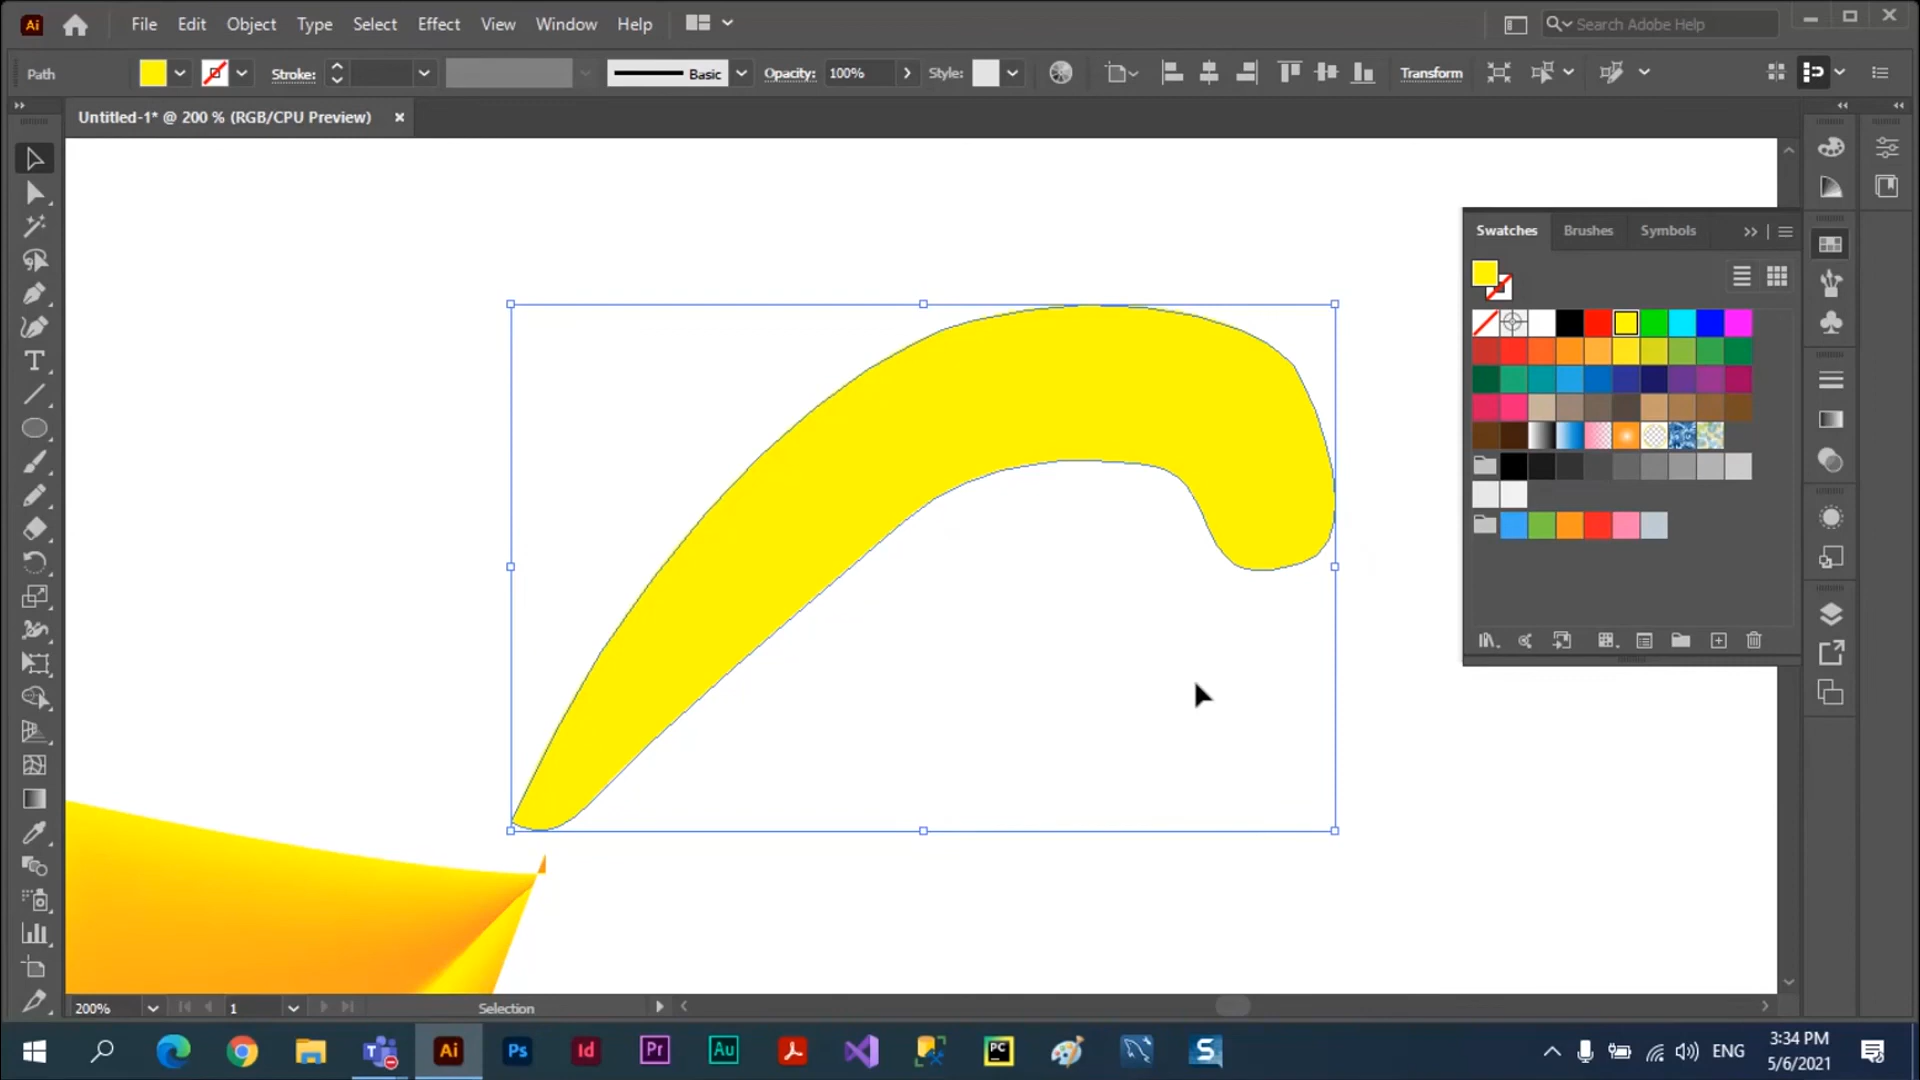 Ai File Edit Object Type Select Effect View Window Help Search Adobe Help
Path Stroke: Basic Opacity: 100% Style: Transform
Untitled-1* @ 200 % (RGB/CPU Preview) ×
Swatches Brushes Symbols
T
200% 1 Selection
Ai Ps Id Pr Au PC S ENG 3:34 PM
5/6/2021